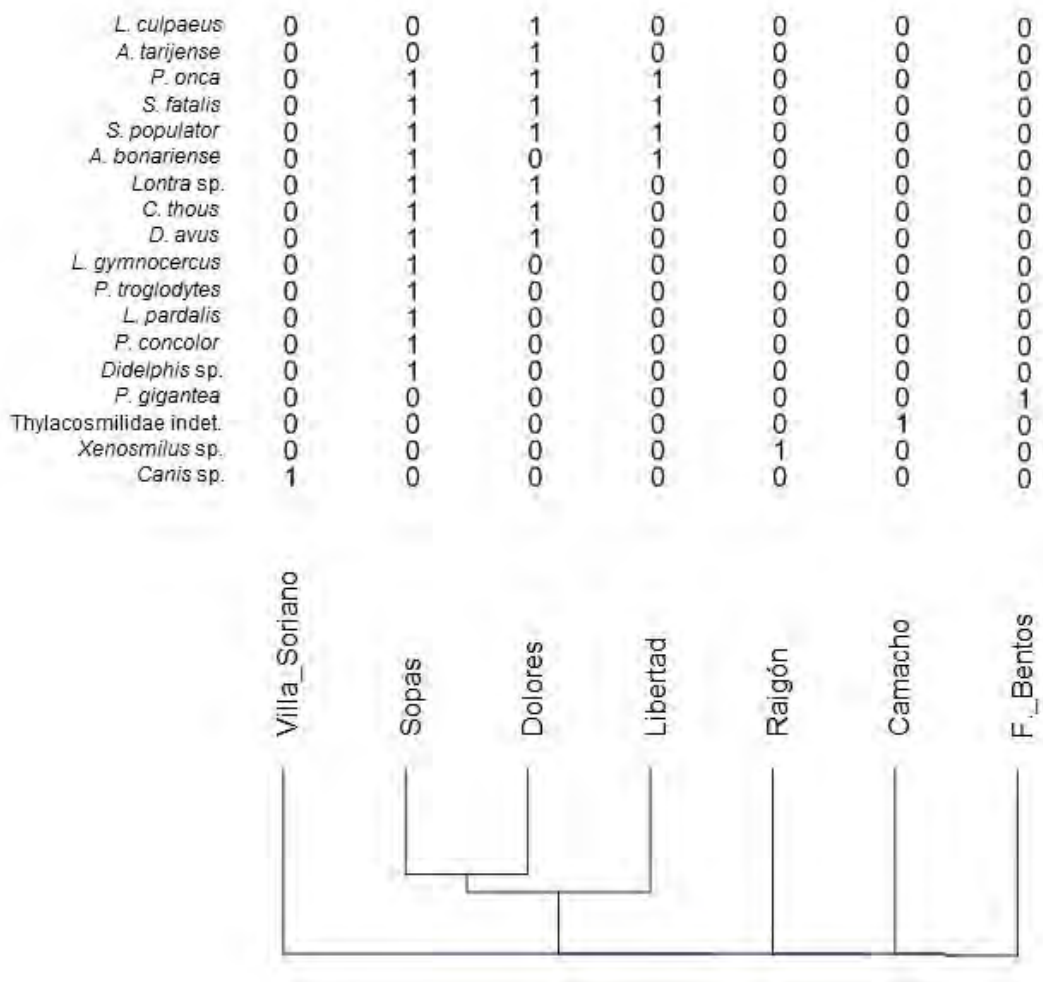 L. culpaeus 0 0 1 0 0 0 0
A. tarijense 0 0 1 0 0 0 0
P. onca 0 1 1 1 0 0 0
S. fatalis 0 1 1 1 0 0 0
S. populator 0 1 1 1 0 0 0
A. bonariense 0 1 0 1 0 0 0
Lontra sp. 0 1 1 0 0 0 0
C. thous 0 1 1 0 0 0 0
D. avus 0 1 1 0 0 0 0
L. gymnocercus 0 1 0 0 0 0 0
P. troglodytes 0 1 0 0 0 0 0
L. pardalis 0 1 0 0 0 0 0
P. concolor 0 1 0 0 0 0 0
Didelphis sp. 0 1 0 0 0 0 0
P. gigantea 0 0 0 0 0 0 1
Thylacosmilidae indet. 0 0 0 0 0 1 0
Xenosmilus sp. 0 0 0 0 1 0 0
Canis sp. 1 0 0 0 0 0 0
Villa_Soriano
Sopas
Dolores
Libertad
Raigón
Camacho
F._Bentos